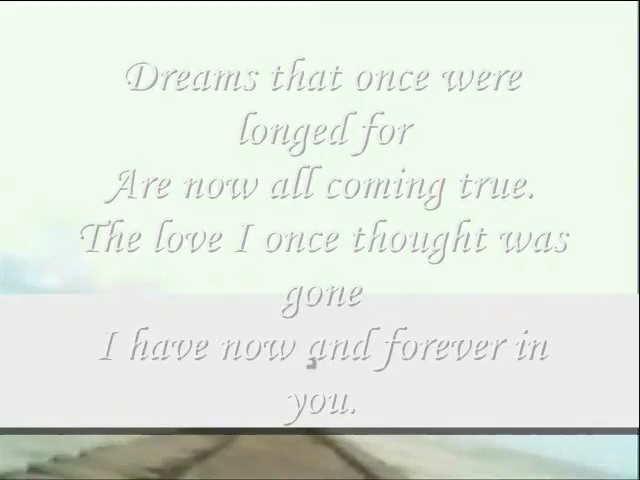 Dreams that once were
longed for
Are now all coming true.
The love I once thought was
gone
I have now and forever in
you.